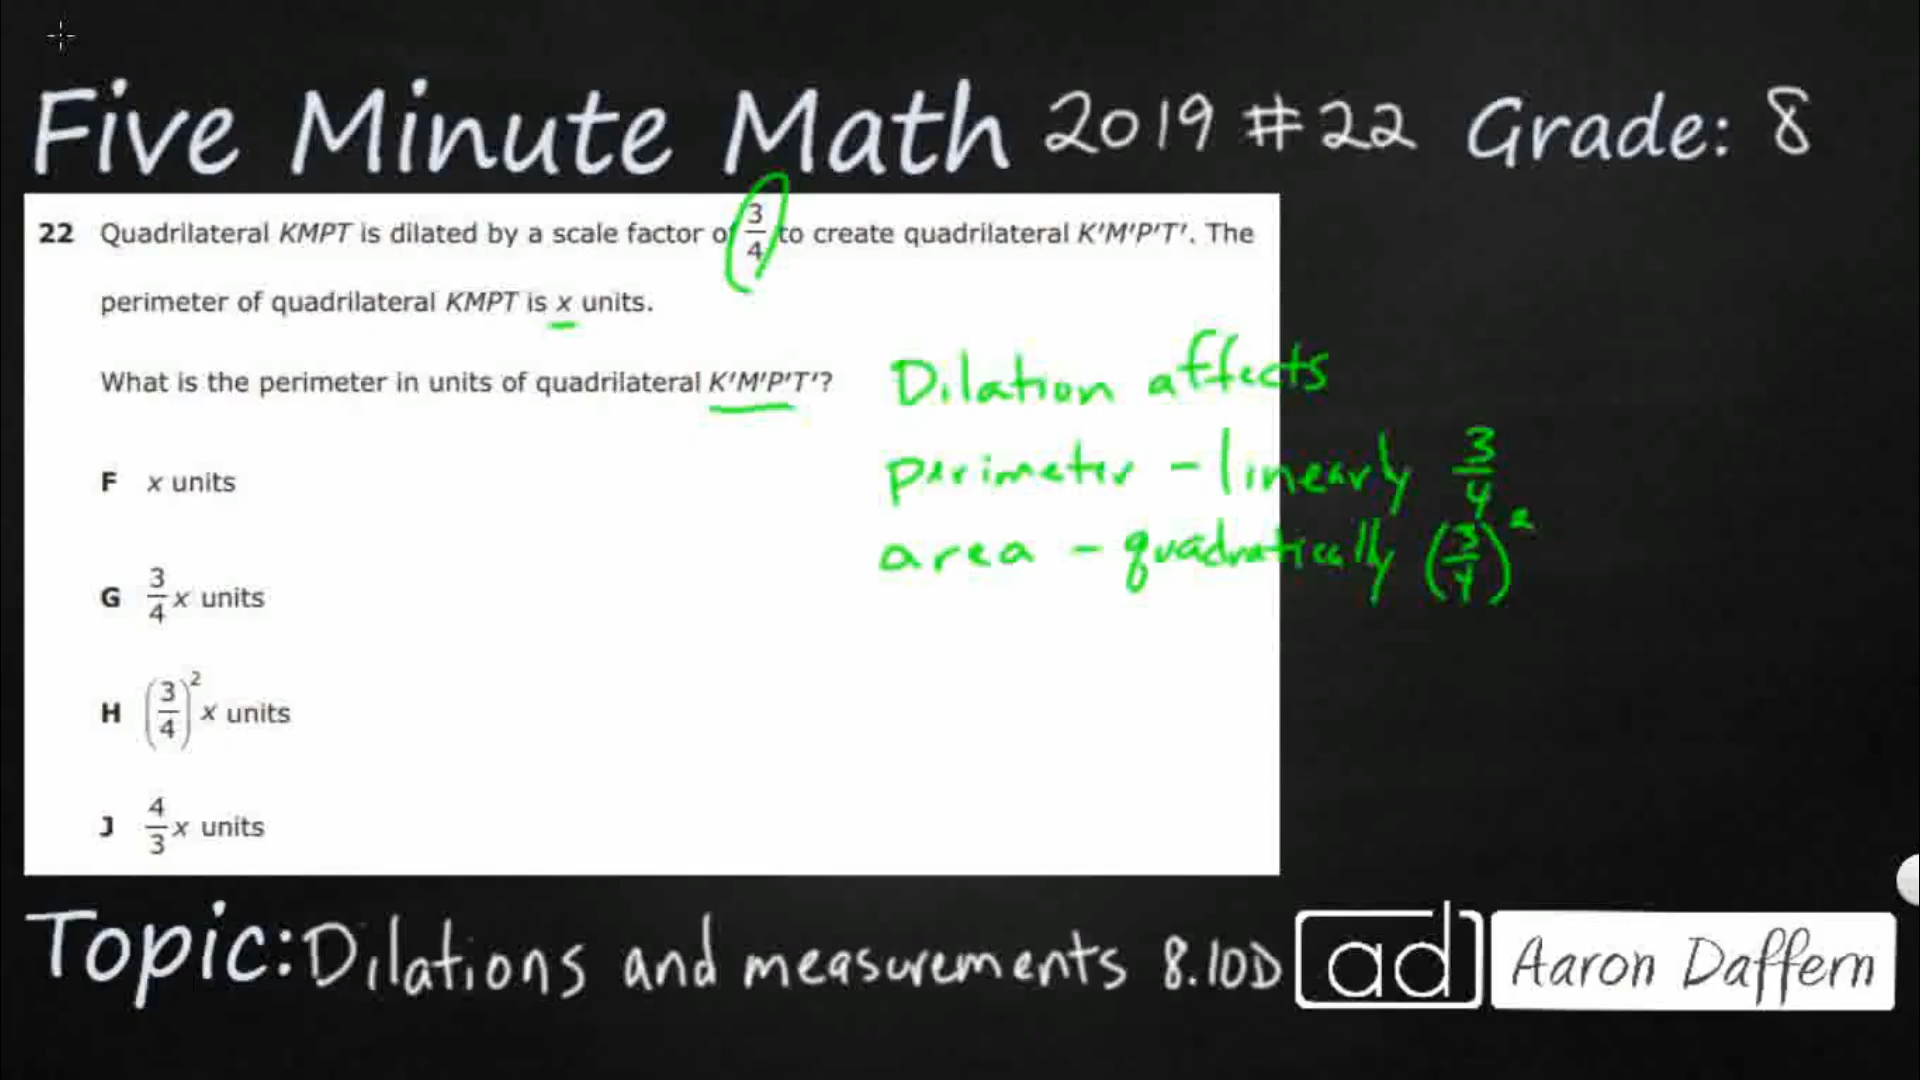 Five Minute Math 2019 #22 Grade: 8
22 Quadrilateral KMPT is dilated by a scale factor of 3/4 to create quadrilateral K'M'P'T'. The
perimeter of quadrilateral KMPT is x units.
What is the perimeter in units of quadrilateral K'M'P'T'?
F x units
G 3/4 x units
H (3/4)² x units
J 4/3 x units
Dilation affects
perimeter - linearly 3/4
area - quadratically (3/4)²
Topic: Dilations and measurements 8.10D ad Aaron Daffern